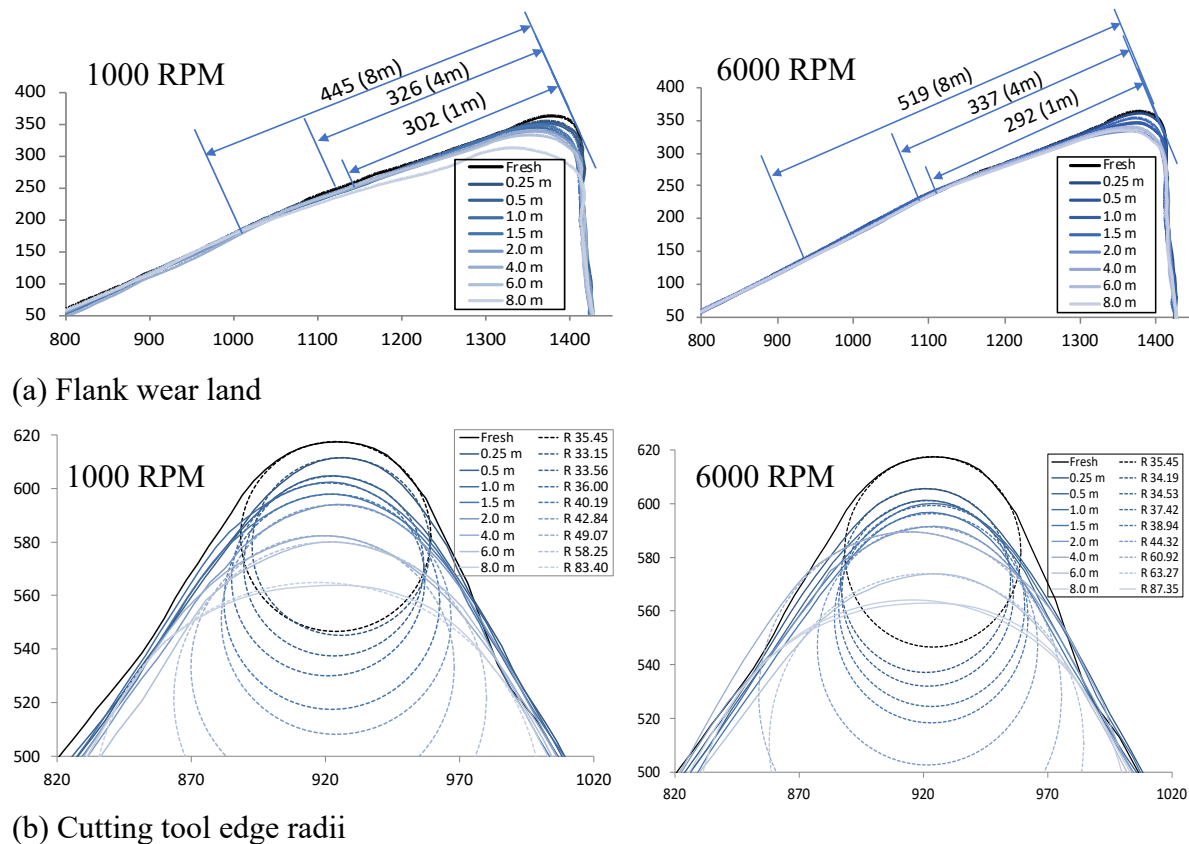 1000 RPM
445 (8m)
326 (4m)
302 (1m)
400
350
300
250
200
150
100
50
800 900 1000 1100 1200 1300 1400
Fresh
0.25 m
0.5 m
1.0 m
1.5 m
2.0 m
4.0 m
6.0 m
8.0 m
6000 RPM
519 (8m)
337 (4m)
292 (1m)
400
350
300
250
200
150
100
50
800 900 1000 1100 1200 1300 1400
Fresh
0.25 m
0.5 m
1.0 m
1.5 m
2.0 m
4.0 m
6.0 m
8.0 m
(a) Flank wear land
1000 RPM
620
600
580
560
540
520
500
820 870 920 970 1020
Fresh R 35.45
0.25 m R 33.15
0.5 m R 33.56
1.0 m R 36.00
1.5 m R 40.19
2.0 m R 42.84
4.0 m R 49.07
6.0 m R 58.25
8.0 m R 83.40
6000 RPM
620
600
580
560
540
520
500
820 870 920 970 1020
Fresh R 35.45
0.25 m R 34.19
0.5 m R 34.53
1.0 m R 37.42
1.5 m R 38.94
2.0 m R 44.32
4.0 m R 60.92
6.0 m R 63.27
8.0 m R 87.35
(b) Cutting tool edge radii